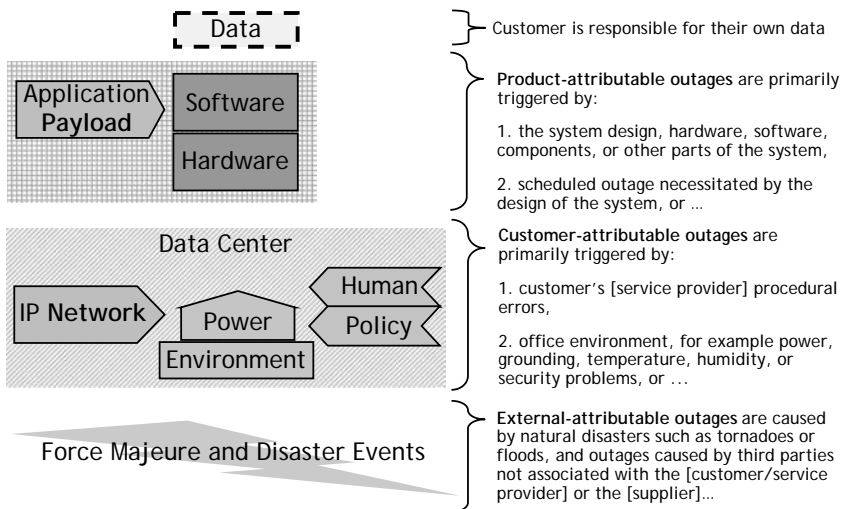 Data
Customer is responsible for their own data
Application
Payload
Software
Hardware
Product-attributable outages are primarily
triggered by:
1. the system design, hardware, software,
components, or other parts of the system,
2. scheduled outage necessitated by the
design of the system, or ...
Data Center
IP Network
Power
Environment
Human
Policy
Customer-attributable outages are
primarily triggered by:
1. customer’s [service provider] procedural
errors,
2. office environment, for example power,
grounding, temperature, humidity, or
security problems, or ...
Force Majeure and Disaster Events
External-attributable outages are caused
by natural disasters such as tornadoes or
floods, and outages caused by third parties
not associated with the [customer/service
provider] or the [supplier]...